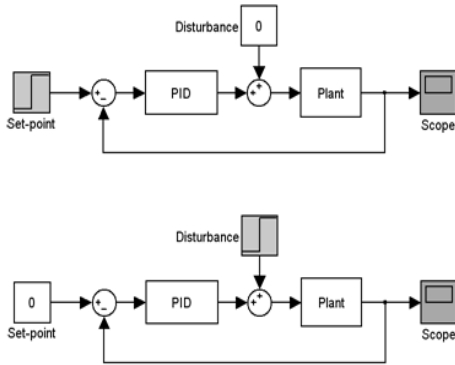 Disturbance
0
+
−
PID
+
+
Plant
Set-point
Scope
Disturbance
0
+
−
PID
+
+
Plant
Set-point
Scope